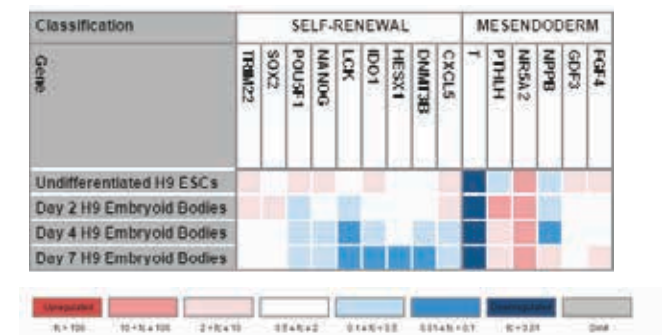 Classification SELF-RENEWAL MESENDODERM
Gene TRIM22 SOX2 POU5F1 NANOG LCK IDO1 HESX1 DNMT3B CXCL5 T PTHLH NR5A2 NPPB GDF3 FGF4
Undifferentiated H9 ESCs
Day 2 H9 Embryoid Bodies
Day 4 H9 Embryoid Bodies
Day 7 H9 Embryoid Bodies
Upregulated Downregulated
Omit